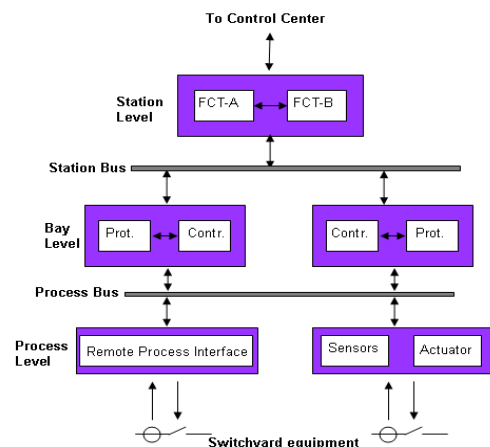 To Control Center
Station
Level
FCT-A
FCT-B
Station Bus
Bay
Level
Prot.
Contr.
Contr.
Prot.
Process Bus
Process
Level
Remote Process Interface
Sensors
Actuator
Switchyard equipment